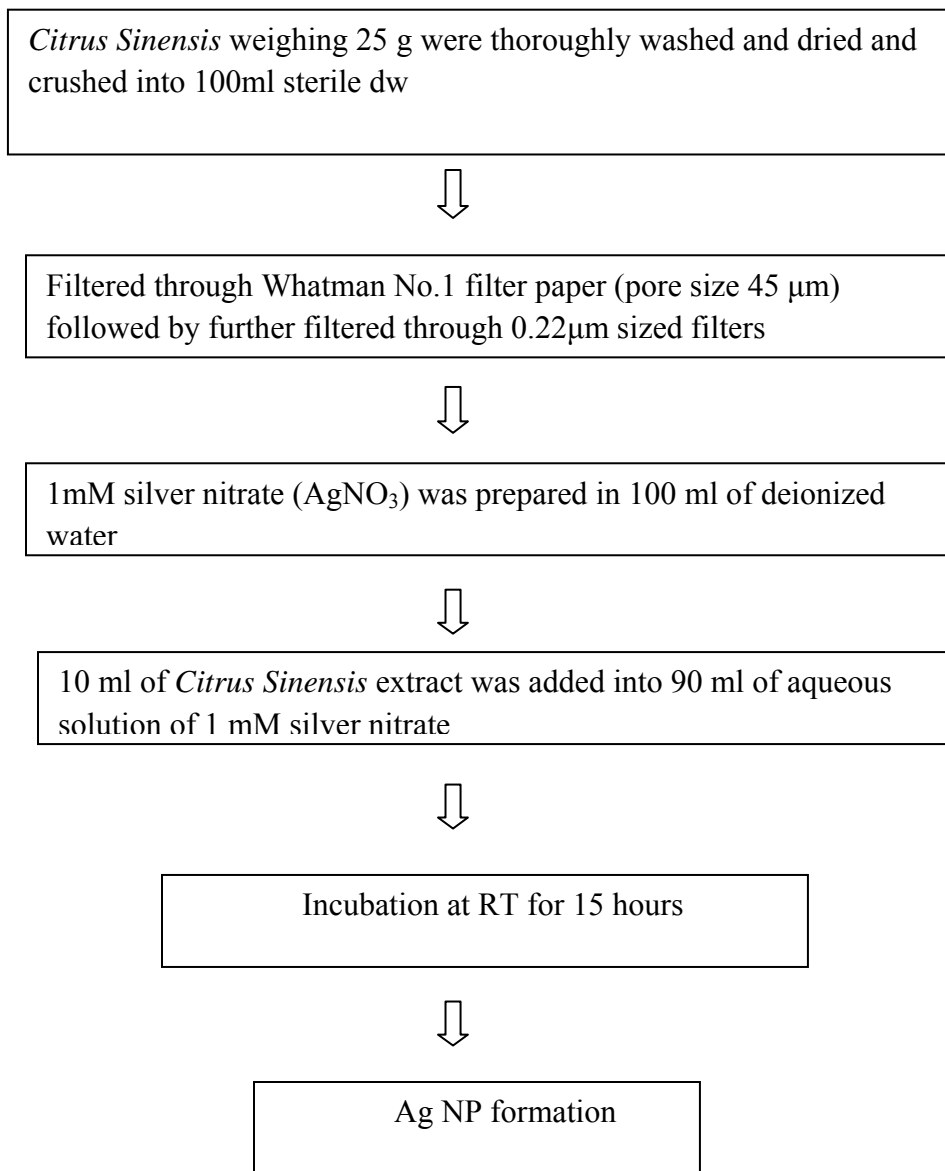 Citrus Sinensis weighing 25 g were thoroughly washed and dried and
crushed into 100ml sterile dw
Filtered through Whatman No.1 filter paper (pore size 45 μm)
followed by further filtered through 0.22μm sized filters
1mM silver nitrate (AgNO₃) was prepared in 100 ml of deionized
water
10 ml of Citrus Sinensis extract was added into 90 ml of aqueous
solution of 1 mM silver nitrate
Incubation at RT for 15 hours
Ag NP formation